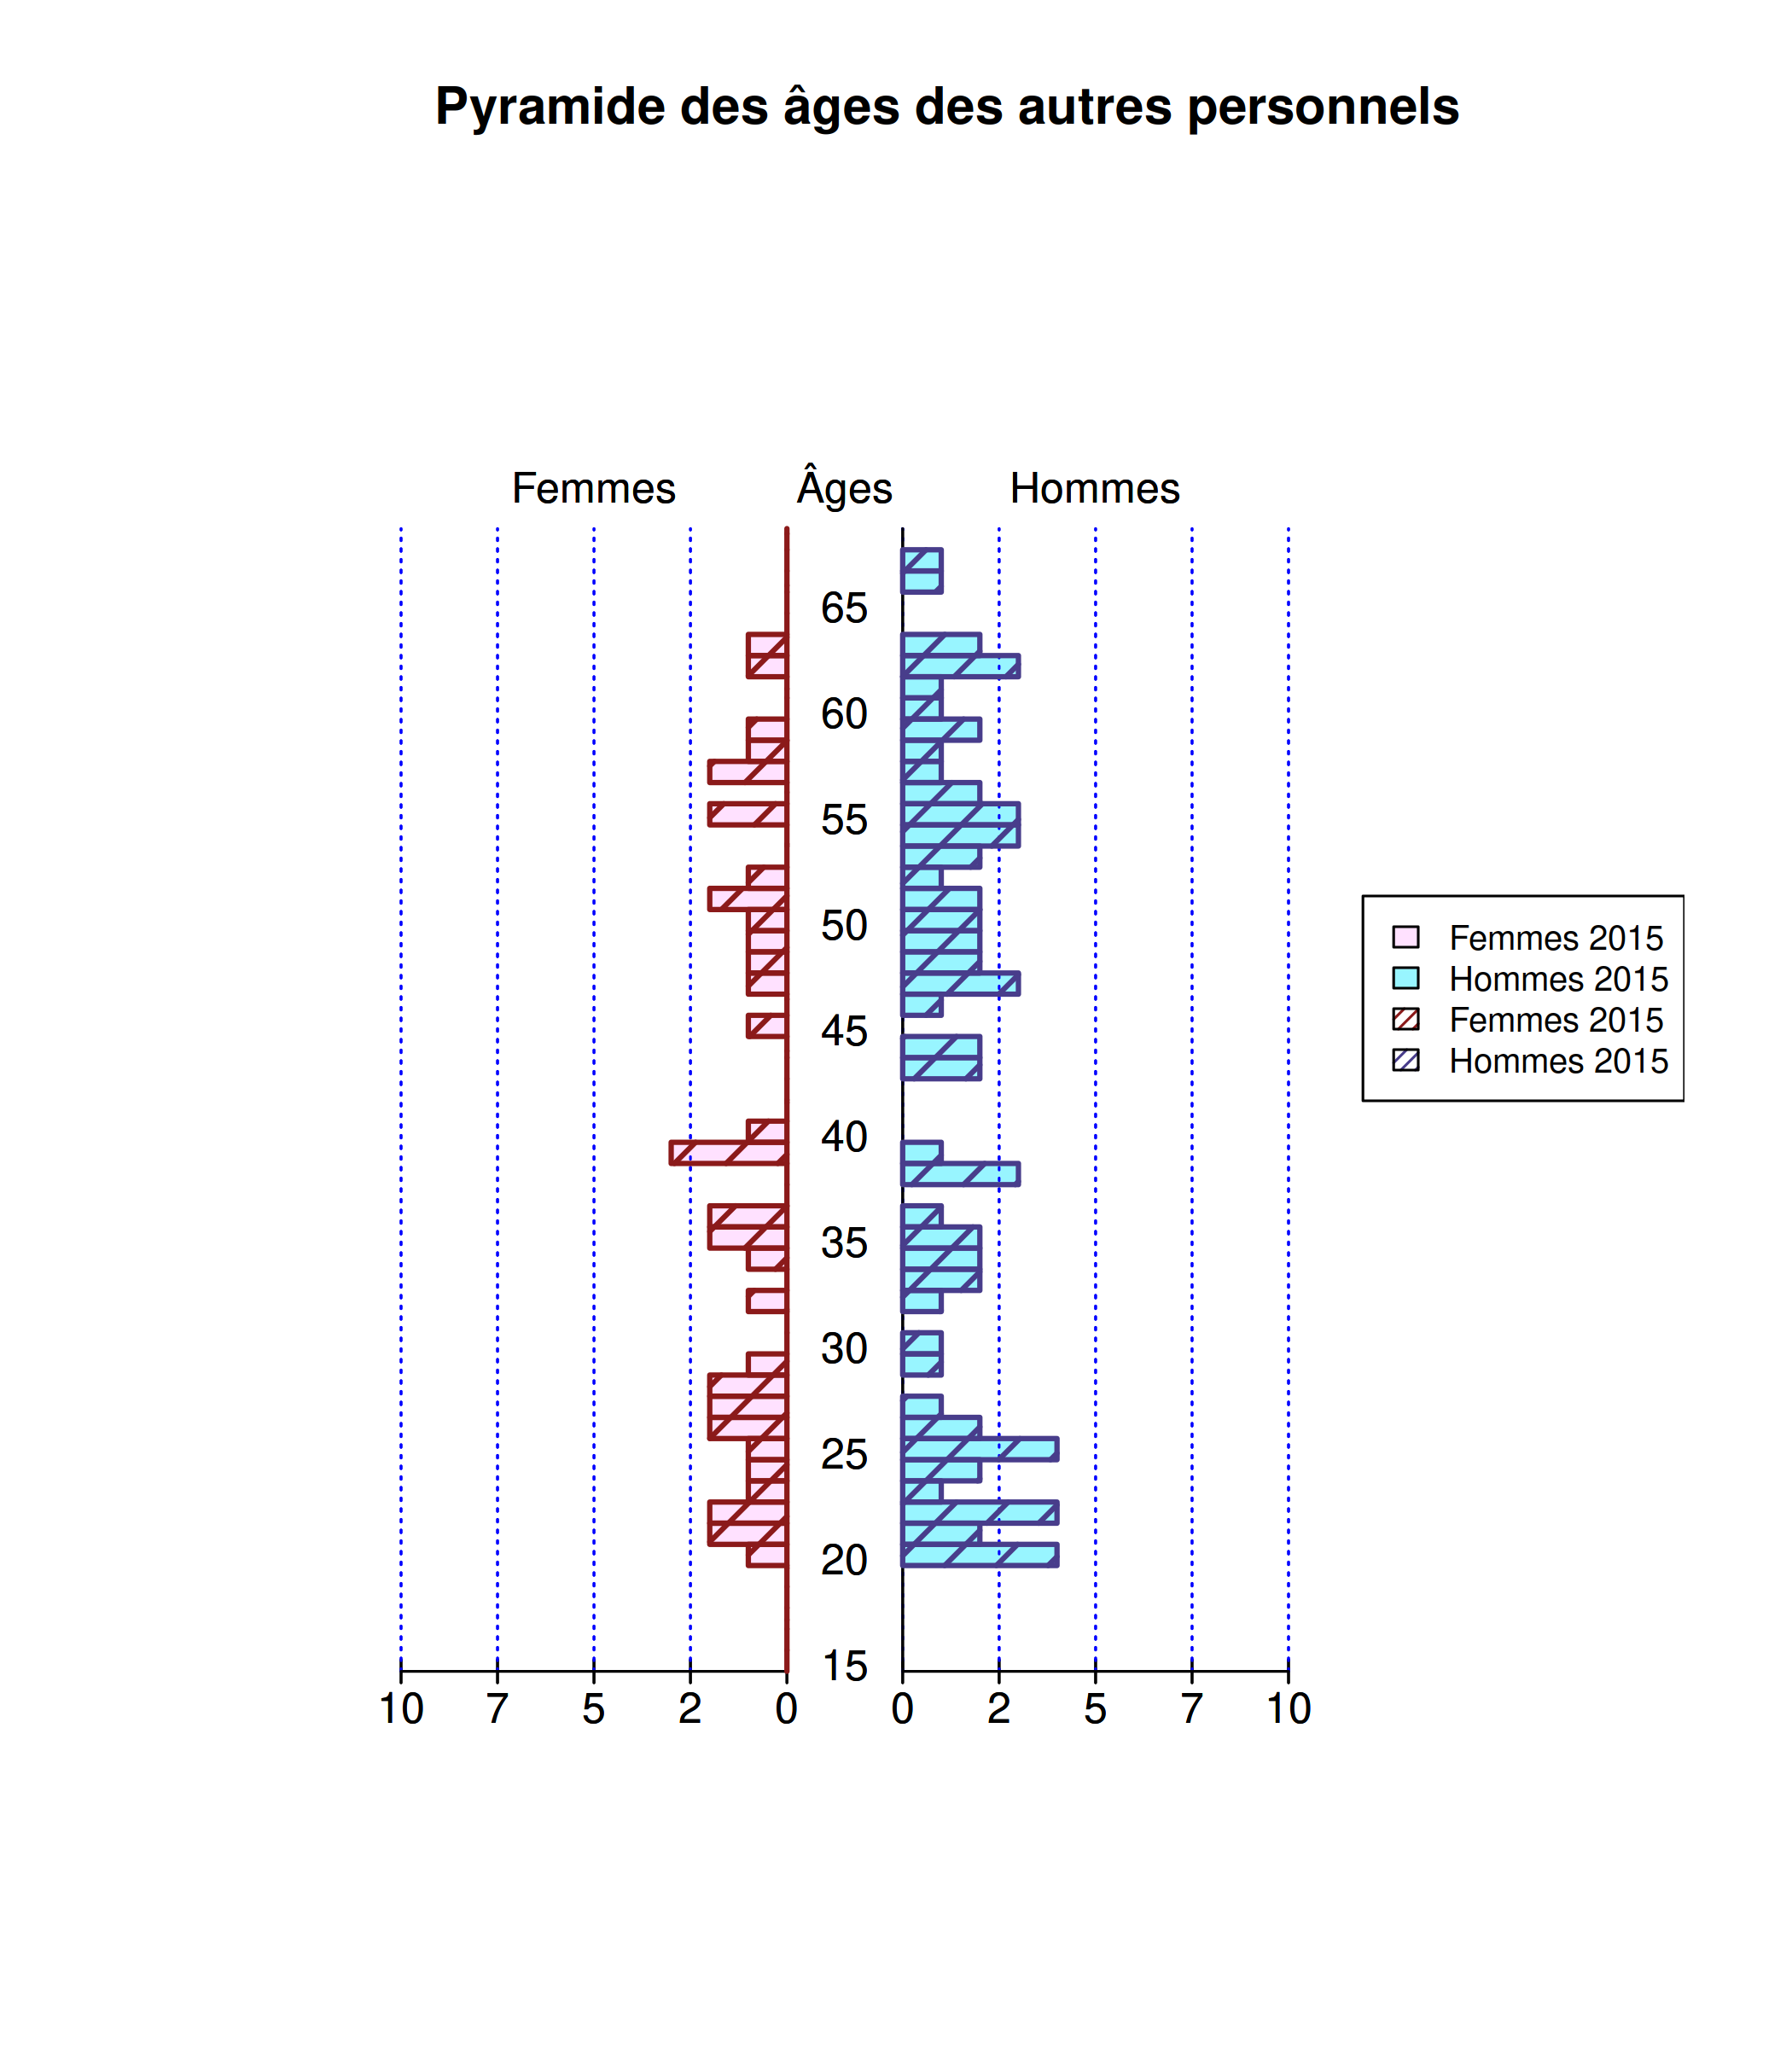 Pyramide des âges des autres personnels
Femmes Âges Hommes
65
60
55
50
45
40
35
30
25
20
15
10 7 5 2 0 0 2 5 7 10
Femmes 2015
Hommes 2015
Femmes 2015
Hommes 2015